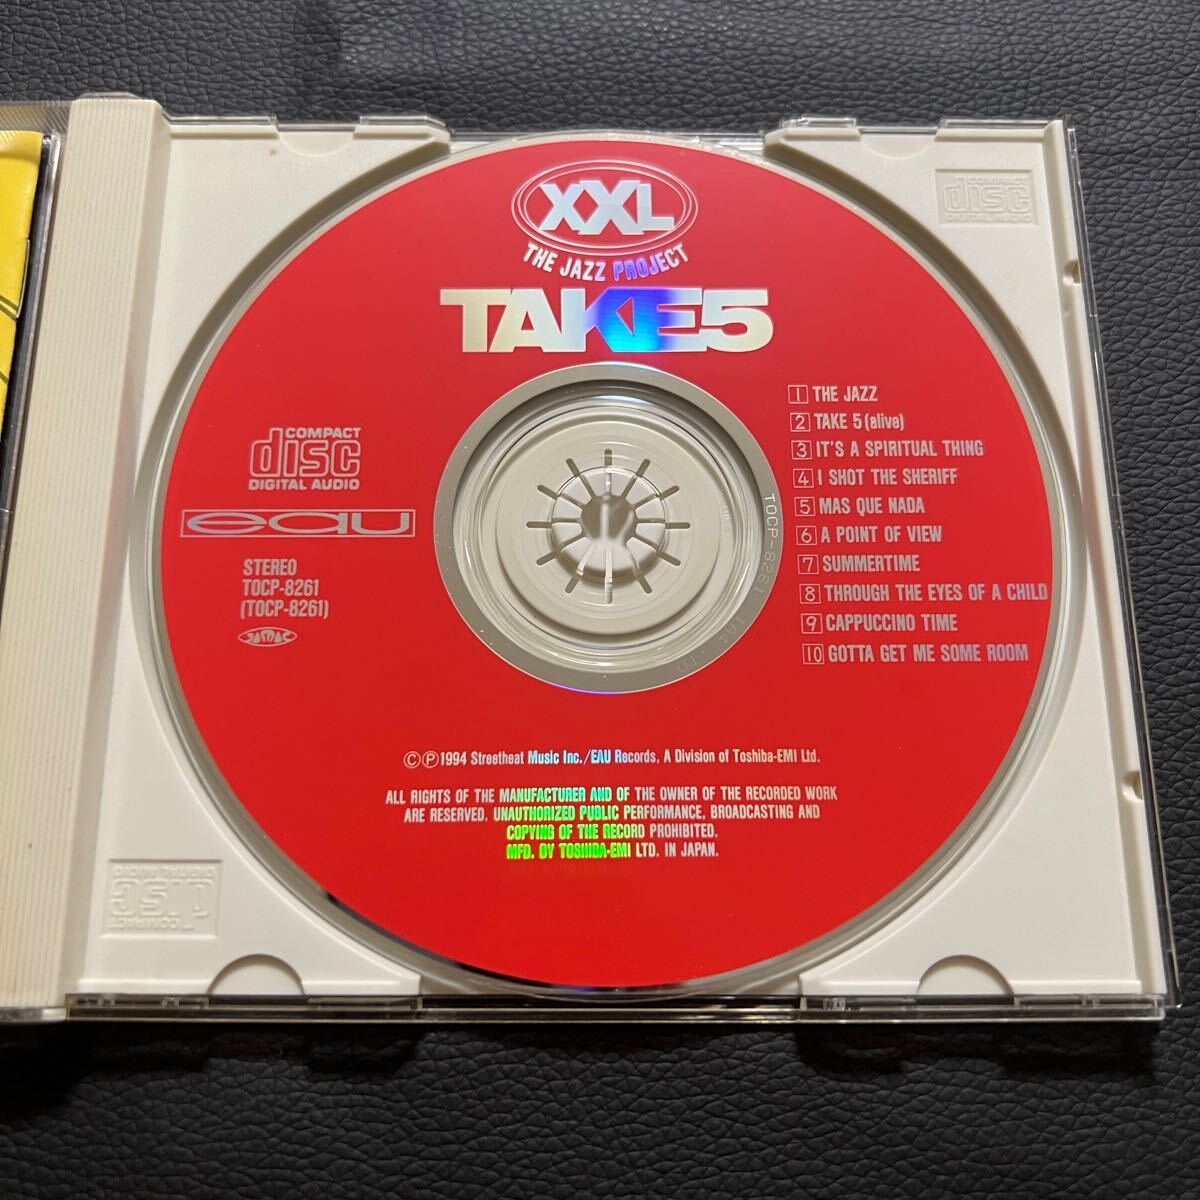 XXL
THE JAZZ PROJECT
TAKE5
COMPACT
disc
DIGITAL AUDIO
eau
STEREO
TOCP-8261
(TOCP-8261)
JASRAC
1 THE JAZZ
2 TAKE 5 (alive)
3 IT'S A SPIRITUAL THING
4 I SHOT THE SHERIFF
5 MAS QUE NADA
6 A POINT OF VIEW
7 SUMMERTIME
8 THROUGH THE EYES OF A CHILD
9 CAPPUCCINO TIME
10 GOTTA GET ME SOME ROOM
TOCP-8261
ⒸⓅ1994 Streetheat Music Inc./EAU Records, A Division of Toshiba-EMI Ltd.
ALL RIGHTS OF THE MANUFACTURER AND OF THE OWNER OF THE RECORDED WORK
ARE RESERVED. UNAUTHORIZED PUBLIC PERFORMANCE, BROADCASTING AND
COPYING OF THE RECORD PROHIBITED.
MFD. BY TOSHIBA-EMI LTD. IN JAPAN.
COMPACT
disc
DIGITAL AUDIO
COMPACT
disc
DIGITAL AUDIO